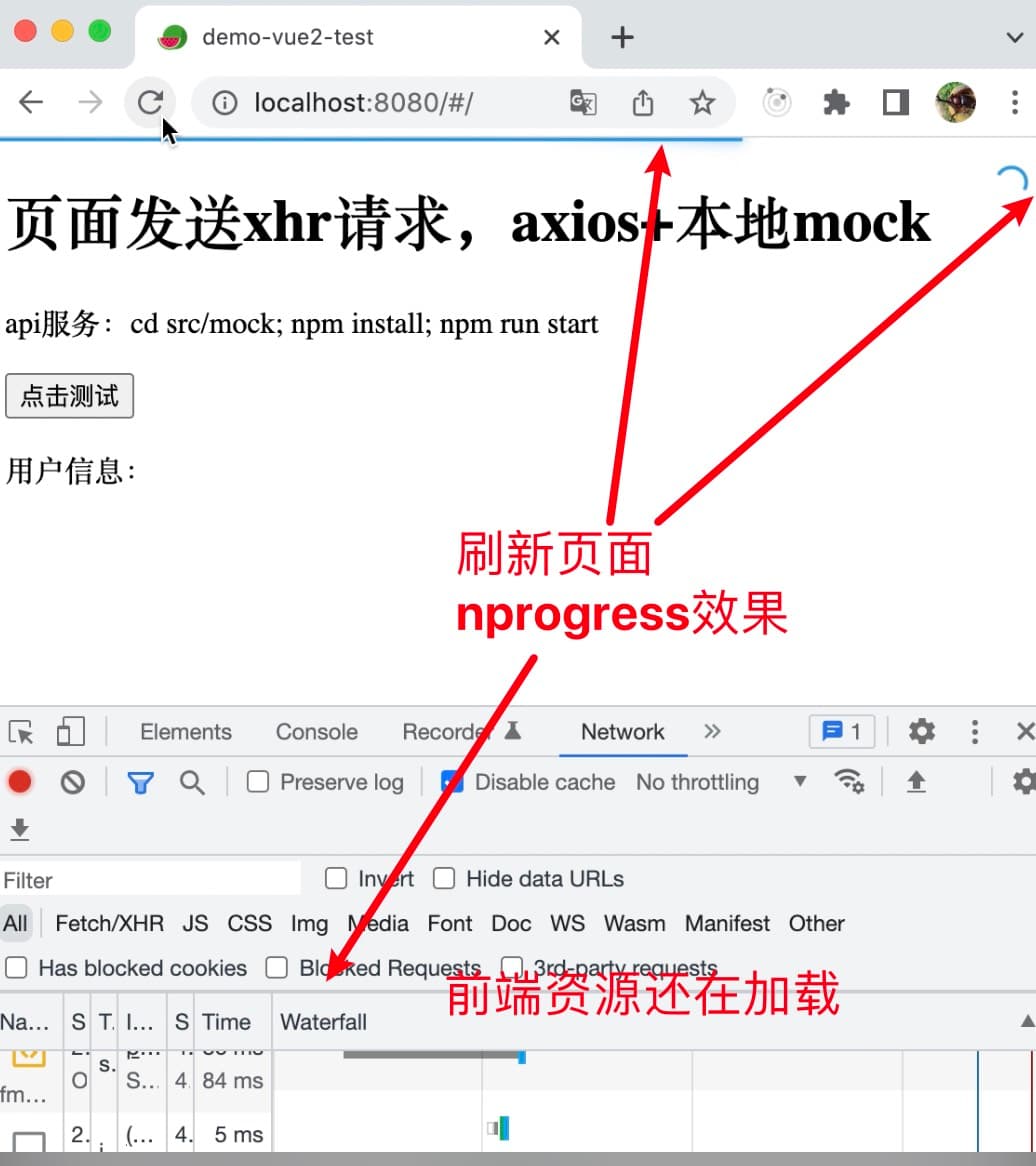 demo-vue2-test
localhost:8080/#/
页面发送xhr请求，axios+本地mock
api服务：cd src/mock; npm install; npm run start
点击测试
用户信息：
刷新页面
nprogress效果
Elements Console Recorder Network 1
Preserve log Disable cache No throttling
Filter Invert Hide data URLs
All Fetch/XHR JS CSS Img Media Font Doc WS Wasm Manifest Other
Has blocked cookies Blocked Requests 3rd-party requests
前端资源还在加载
Na... S T. I... S Time Waterfall
s.
fm... O S... 4. 84 ms
2. (... 4. 5 ms